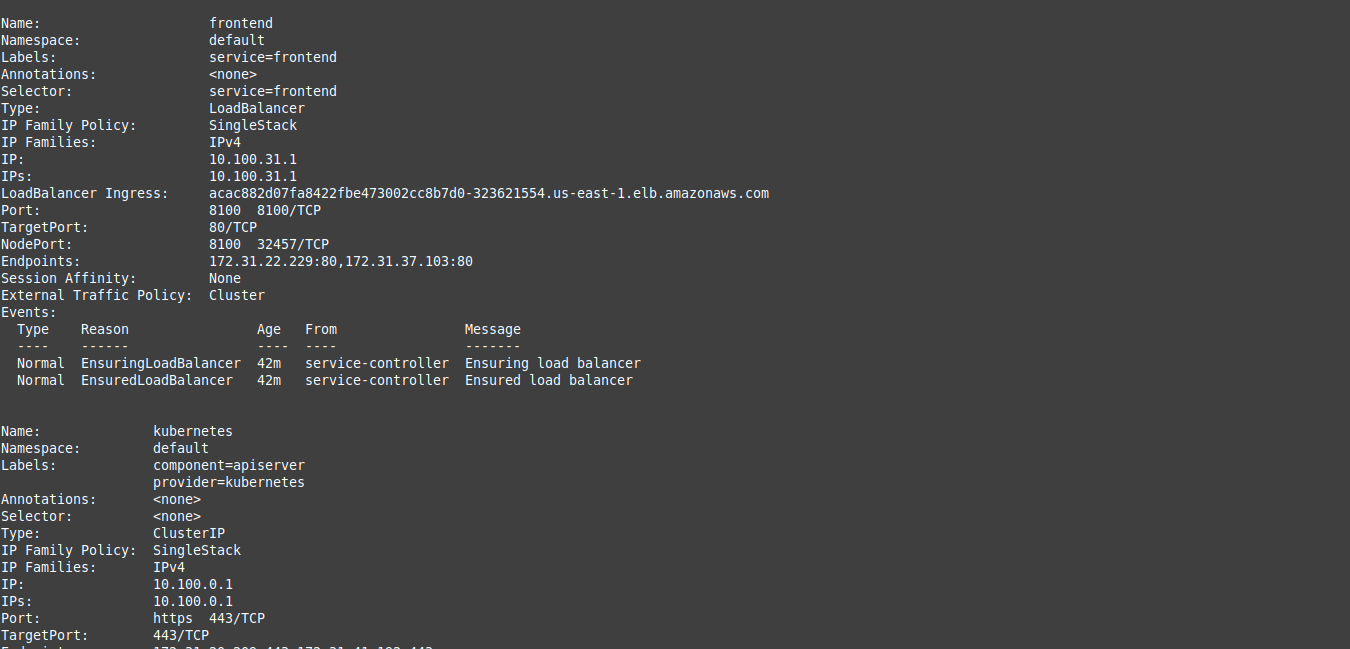 Name:                     frontend
Namespace:                default
Labels:                   service=frontend
Annotations:              <none>
Selector:                 service=frontend
Type:                     LoadBalancer
IP Family Policy:         SingleStack
IP Families:              IPv4
IP:                       10.100.31.1
IPs:                      10.100.31.1
LoadBalancer Ingress:     acac882d07fa8422fbe473002cc8b7d0-323621554.us-east-1.elb.amazonaws.com
Port:                     8100  8100/TCP
TargetPort:               80/TCP
NodePort:                 8100  32457/TCP
Endpoints:                172.31.22.229:80,172.31.37.103:80
Session Affinity:         None
External Traffic Policy:  Cluster
Events:
  Type    Reason                Age   From                Message
  ----    ------                ----  ----                -------
  Normal  EnsuringLoadBalancer  42m   service-controller  Ensuring load balancer
  Normal  EnsuredLoadBalancer   42m   service-controller  Ensured load balancer
Name:              kubernetes
Namespace:         default
Labels:            component=apiserver
                   provider=kubernetes
Annotations:       <none>
Selector:          <none>
Type:              ClusterIP
IP Family Policy:  SingleStack
IP Families:       IPv4
IP:                10.100.0.1
IPs:               10.100.0.1
Port:              https  443/TCP
TargetPort:        443/TCP